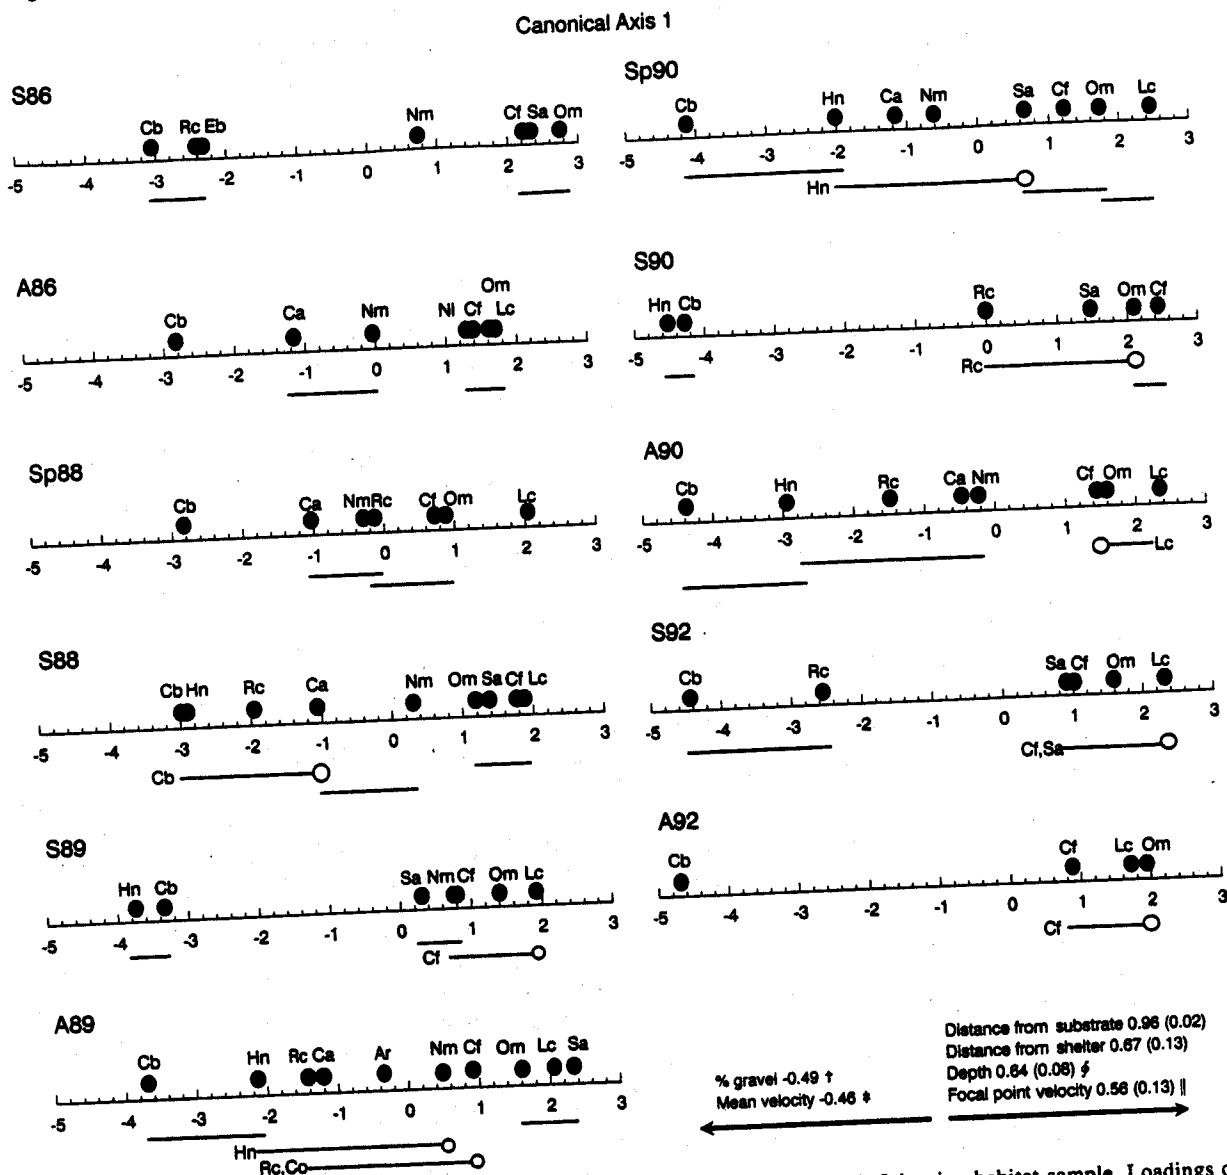 Canonical Axis 1
S86
Cb Rc Eb Nm Cf Sa Om
-5 -4 -3 -2 -1 0 1 2 3
A86
Om
Cb Ca Nm Nl Cf Lc
-5 -4 -3 -2 -1 0 1 2 3
Sp88
Cb Ca Nm Rc Cf Om Lc
-5 -4 -3 -2 -1 0 1 2 3
S88
Cb Hn Rc Ca Nm Om Sa Cf Lc
-5 -4 -3 -2 -1 0 1 2 3
Cb
S89
Hn Cb Sa Nm Cf Om Lc
-5 -4 -3 -2 -1 0 1 2 3
Cf
A89
Cb Hn Rc Ca Ar Nm Cf Om Lc Sa
-5 -4 -3 -2 -1 0 1 2 3
Hn
Rc,Co
Sp90
Cb Hn Ca Nm Sa Cf Om Lc
-5 -4 -3 -2 -1 0 1 2 3
Hn
S90
Hn Cb Rc Sa Om Cf
-5 -4 -3 -2 -1 0 1 2 3
Rc
A90
Cb Hn Rc Ca Nm Cf Om Lc
-5 -4 -3 -2 -1 0 1 2 3
Lc
S92
Cb Rc Sa Cf Om Lc
-5 -4 -3 -2 -1 0 1 2 3
Cf,Sa
A92
Cb Cf Lc Om
-5 -4 -3 -2 -1 0 1 2 3
Cf
% gravel -0.49 †
Mean velocity -0.46 ‡
Distance from substrate 0.96 (0.02)
Distance from shelter 0.67 (0.13)
Depth 0.64 (0.08) ∮
Focal point velocity 0.56 (0.13) ||
habitat sample. Loadings